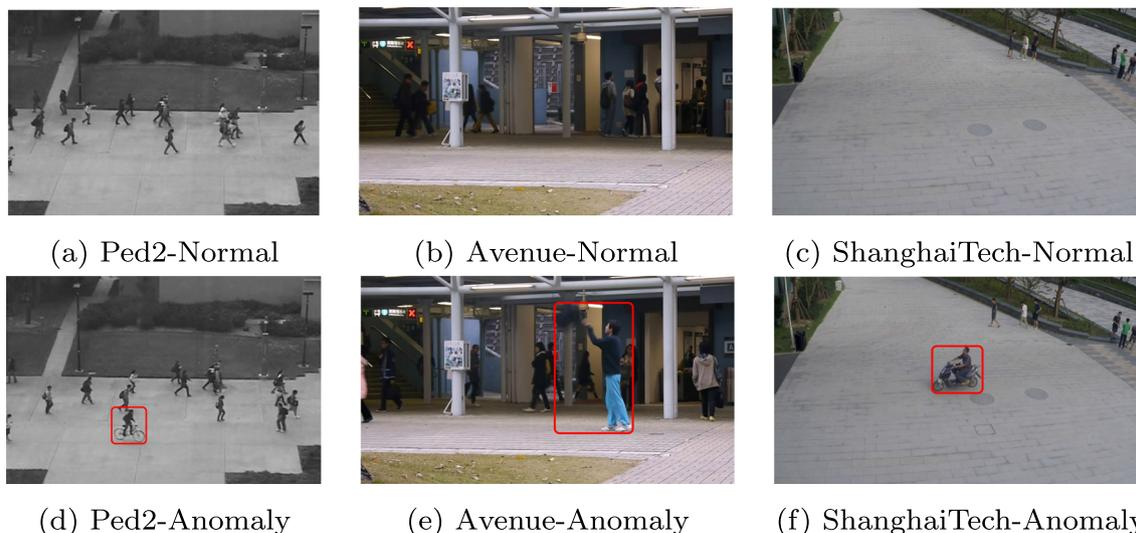 (a) Ped2-Normal
(b) Avenue-Normal
(c) ShanghaiTech-Normal
(d) Ped2-Anomaly
(e) Avenue-Anomaly
(f) ShanghaiTech-Anomaly